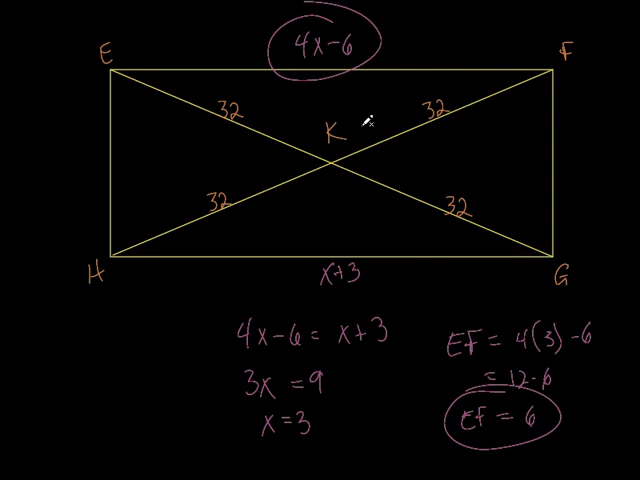 4x-6
E
F
32
32
K
32
32
H
x+3
G
4x-6 = x+3
EF = 4(3)-6
3x = 9
= 12-6
x=3
EF = 6